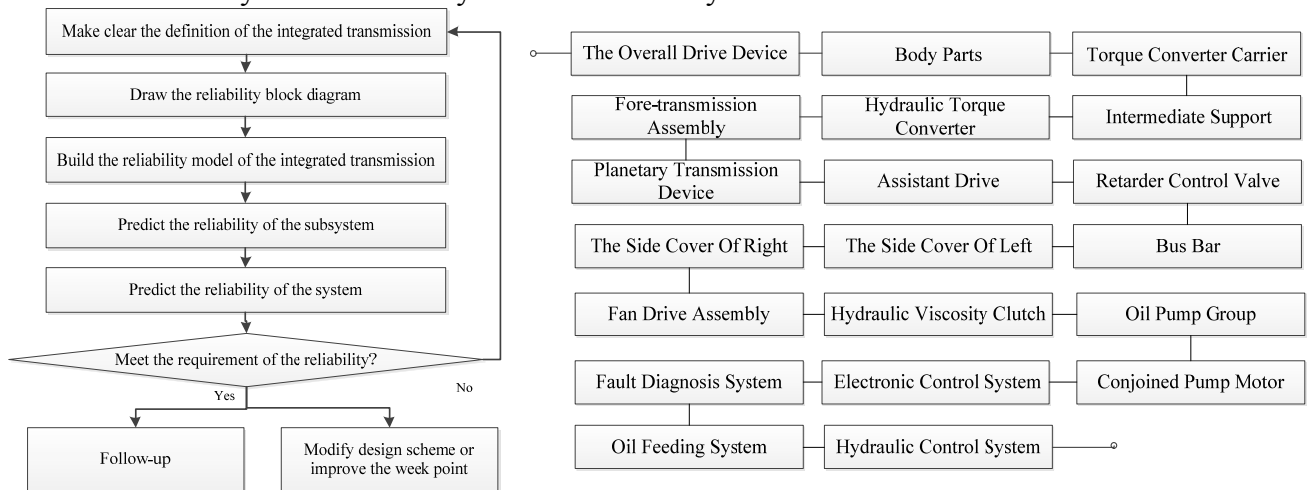 Make clear the definition of the integrated transmission
Draw the reliability block diagram
Build the reliability model of the integrated transmission
Predict the reliability of the subsystem
Predict the reliability of the system
Meet the requirement of the reliability?
Yes
No
Follow-up
Modify design scheme or
improve the week point
The Overall Drive Device
Body Parts
Torque Converter Carrier
Fore-transmission
Assembly
Hydraulic Torque
Converter
Intermediate Support
Planetary Transmission
Device
Assistant Drive
Retarder Control Valve
The Side Cover Of Right
The Side Cover Of Left
Bus Bar
Fan Drive Assembly
Hydraulic Viscosity Clutch
Oil Pump Group
Fault Diagnosis System
Electronic Control System
Conjoined Pump Motor
Oil Feeding System
Hydraulic Control System